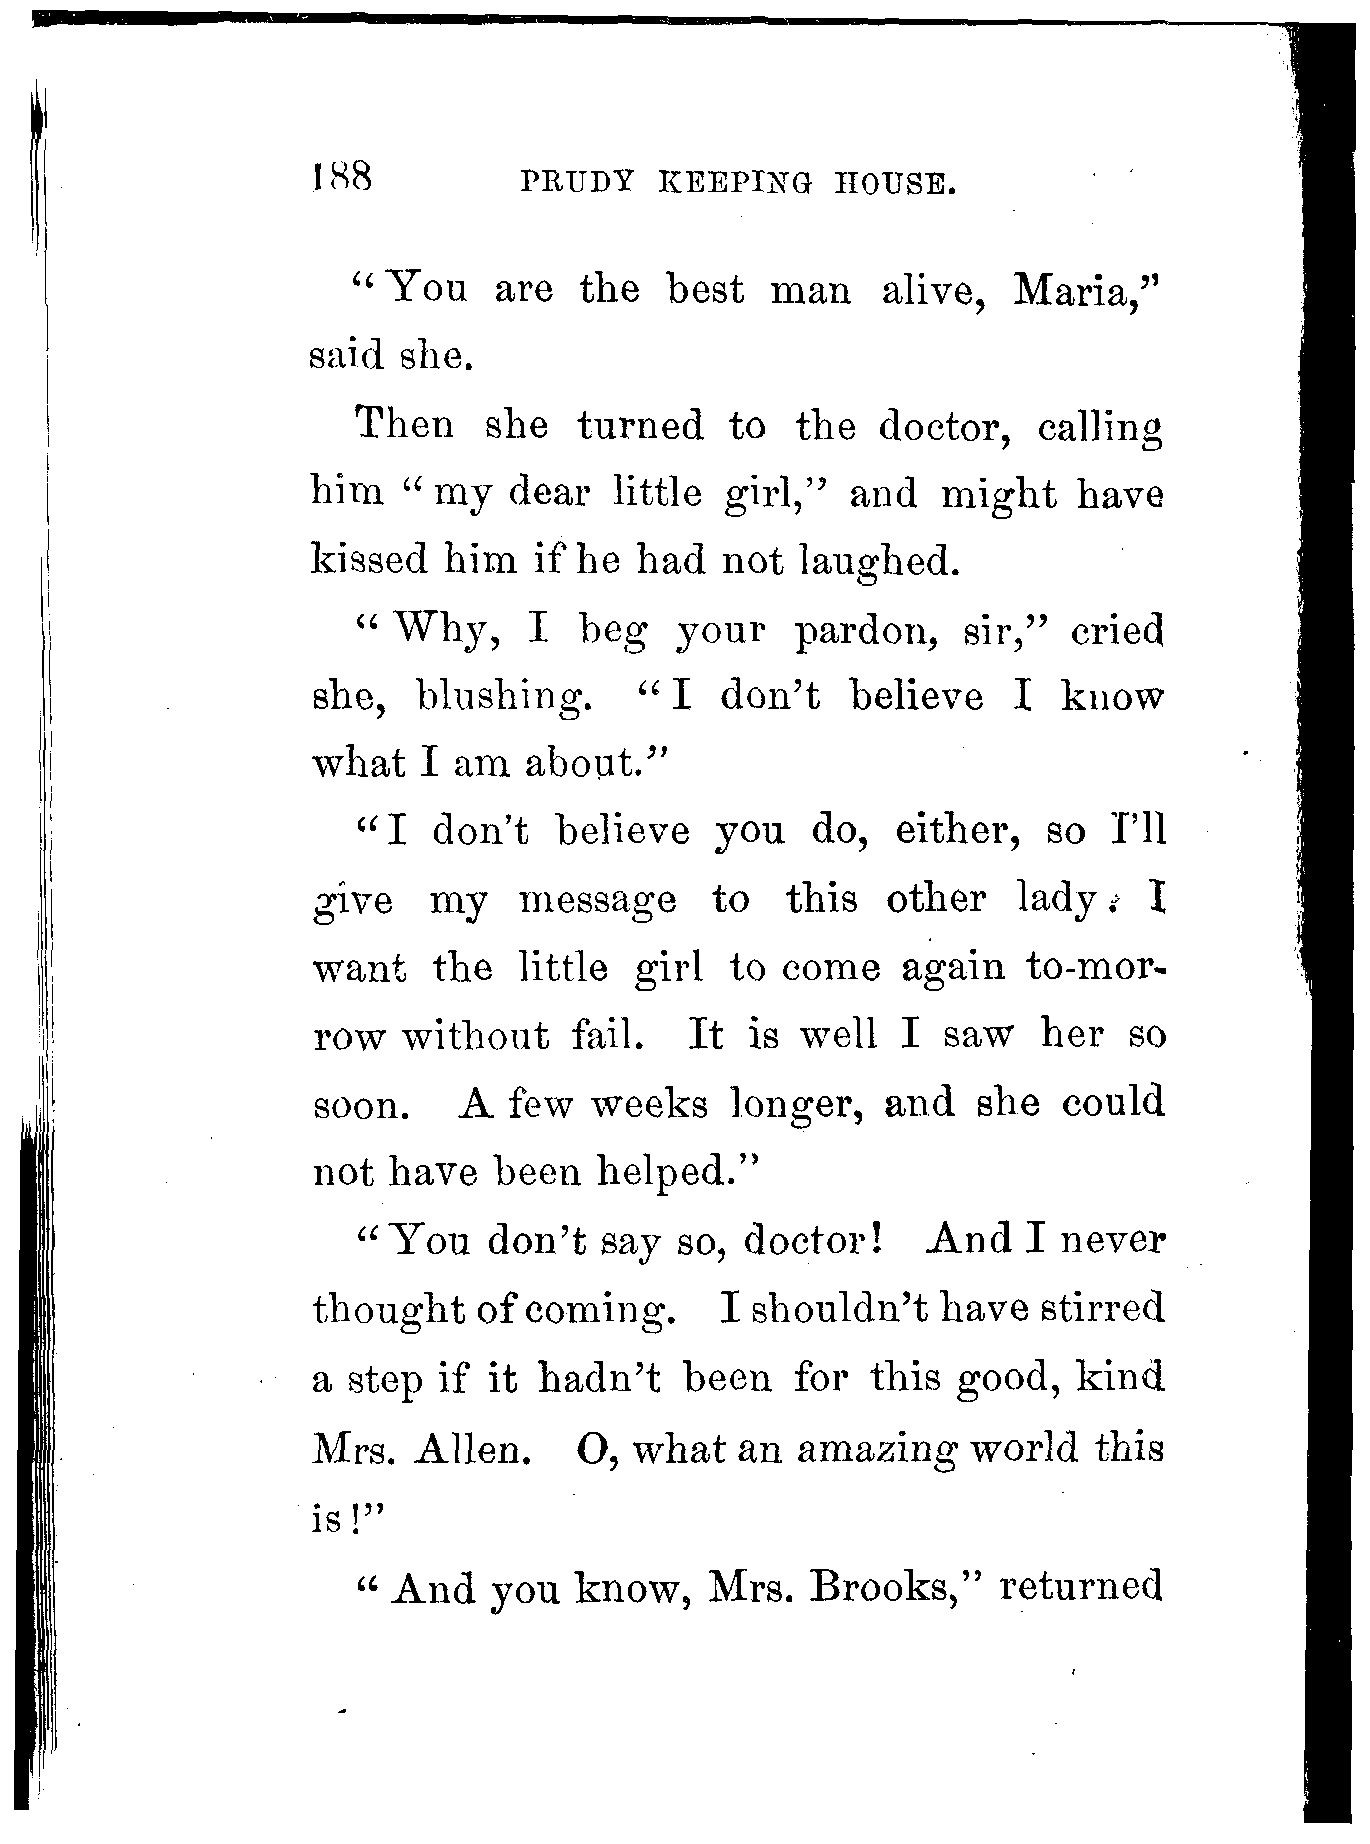 188 PRUDY KEEPING HOUSE.
"You are the best man alive, Maria,"
said she.
Then she turned to the doctor, calling
him "my dear little girl," and might have
kissed him if he had not laughed.
"Why, I beg your pardon, sir," cried
she, blushing. "I don't believe I know
what I am about."
"I don't believe you do, either, so I'll
give my message to this other lady. I
want the little girl to come again to-mor-
row without fail. It is well I saw her so
soon. A few weeks longer, and she could
not have been helped."
"You don't say so, doctor! And I never
thought of coming. I shouldn't have stirred
a step if it hadn't been for this good, kind
Mrs. Allen. O, what an amazing world this
is!"
"And you know, Mrs. Brooks," returned